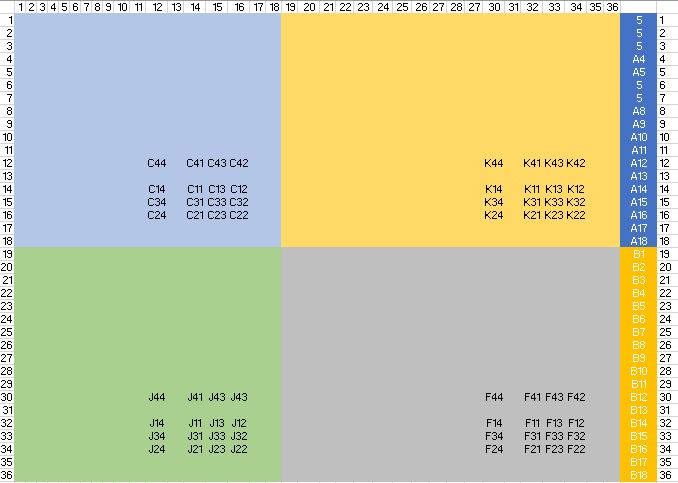 1 2 3 4 5 6 7 8 9 10 11 12 13 14 15 16 17 18 19 20 21 22 23 24 25 26 27 28 29 30 31 32 33 34 35 36
1 5 1
2 5 2
3 5 3
4 A4 4
5 A5 5
6 5 6
7 5 7
8 A8 8
9 A9 9
10 A10 10
11 A11 11
12 C44 C41 C43 C42 K44 K41 K43 K42 A12 12
13 A13 13
14 C14 C11 C13 C12 K14 K11 K13 K12 A14 14
15 C34 C31 C33 C32 K34 K31 K33 K32 A15 15
16 C24 C21 C23 C22 K24 K21 K23 K22 A16 16
17 A17 17
18 A18 18
19 B1 19
20 B2 20
21 B3 21
22 B4 22
23 B5 23
24 B6 24
25 B7 25
26 B8 26
27 B9 27
28 B10 28
29 B11 29
30 J44 J41 J43 J43 F44 F41 F43 F42 B12 30
31 B13 31
32 J14 J11 J13 J12 F14 F11 F13 F12 B14 32
33 J34 J31 J33 J32 F34 F31 F33 F32 B15 33
34 J24 J21 J23 J22 F24 F21 F23 F22 B16 34
35 B17 35
36 B18 36